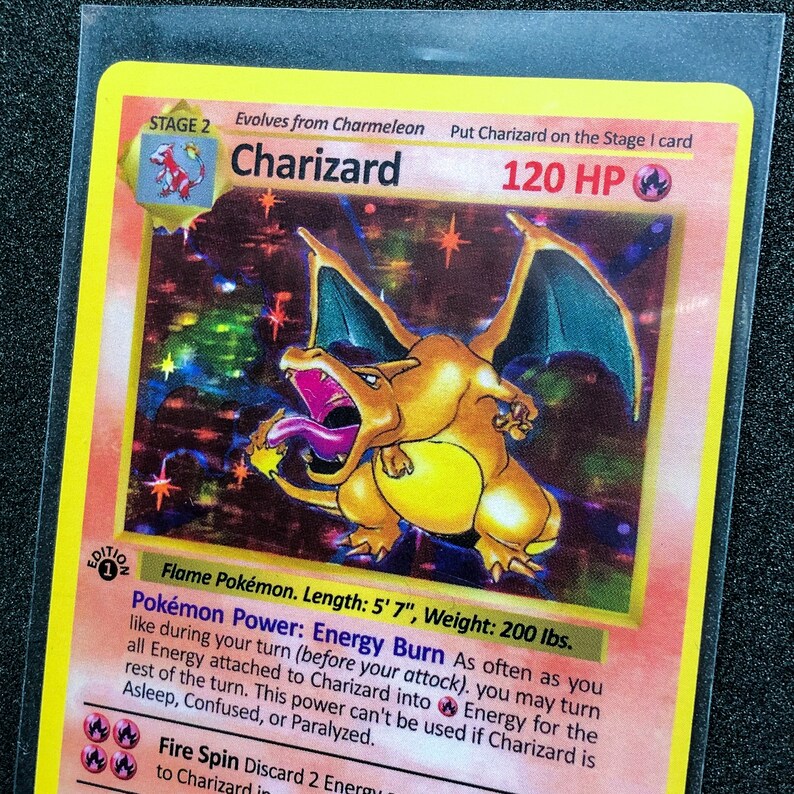 STAGE 2
Evolves from Charmeleon
Put Charizard on the Stage I card
Charizard
120 HP
EDITION
1
Flame Pokémon. Length: 5' 7", Weight: 200 lbs.
Pokémon Power: Energy Burn As often as you
like during your turn (before your attock). you may turn
all Energy attached to Charizard into Energy for the
rest of the turn. This power can't be used if Charizard is
Asleep, Confused, or Paralyzed.
Fire Spin Discard 2 Energy
to Charizard in